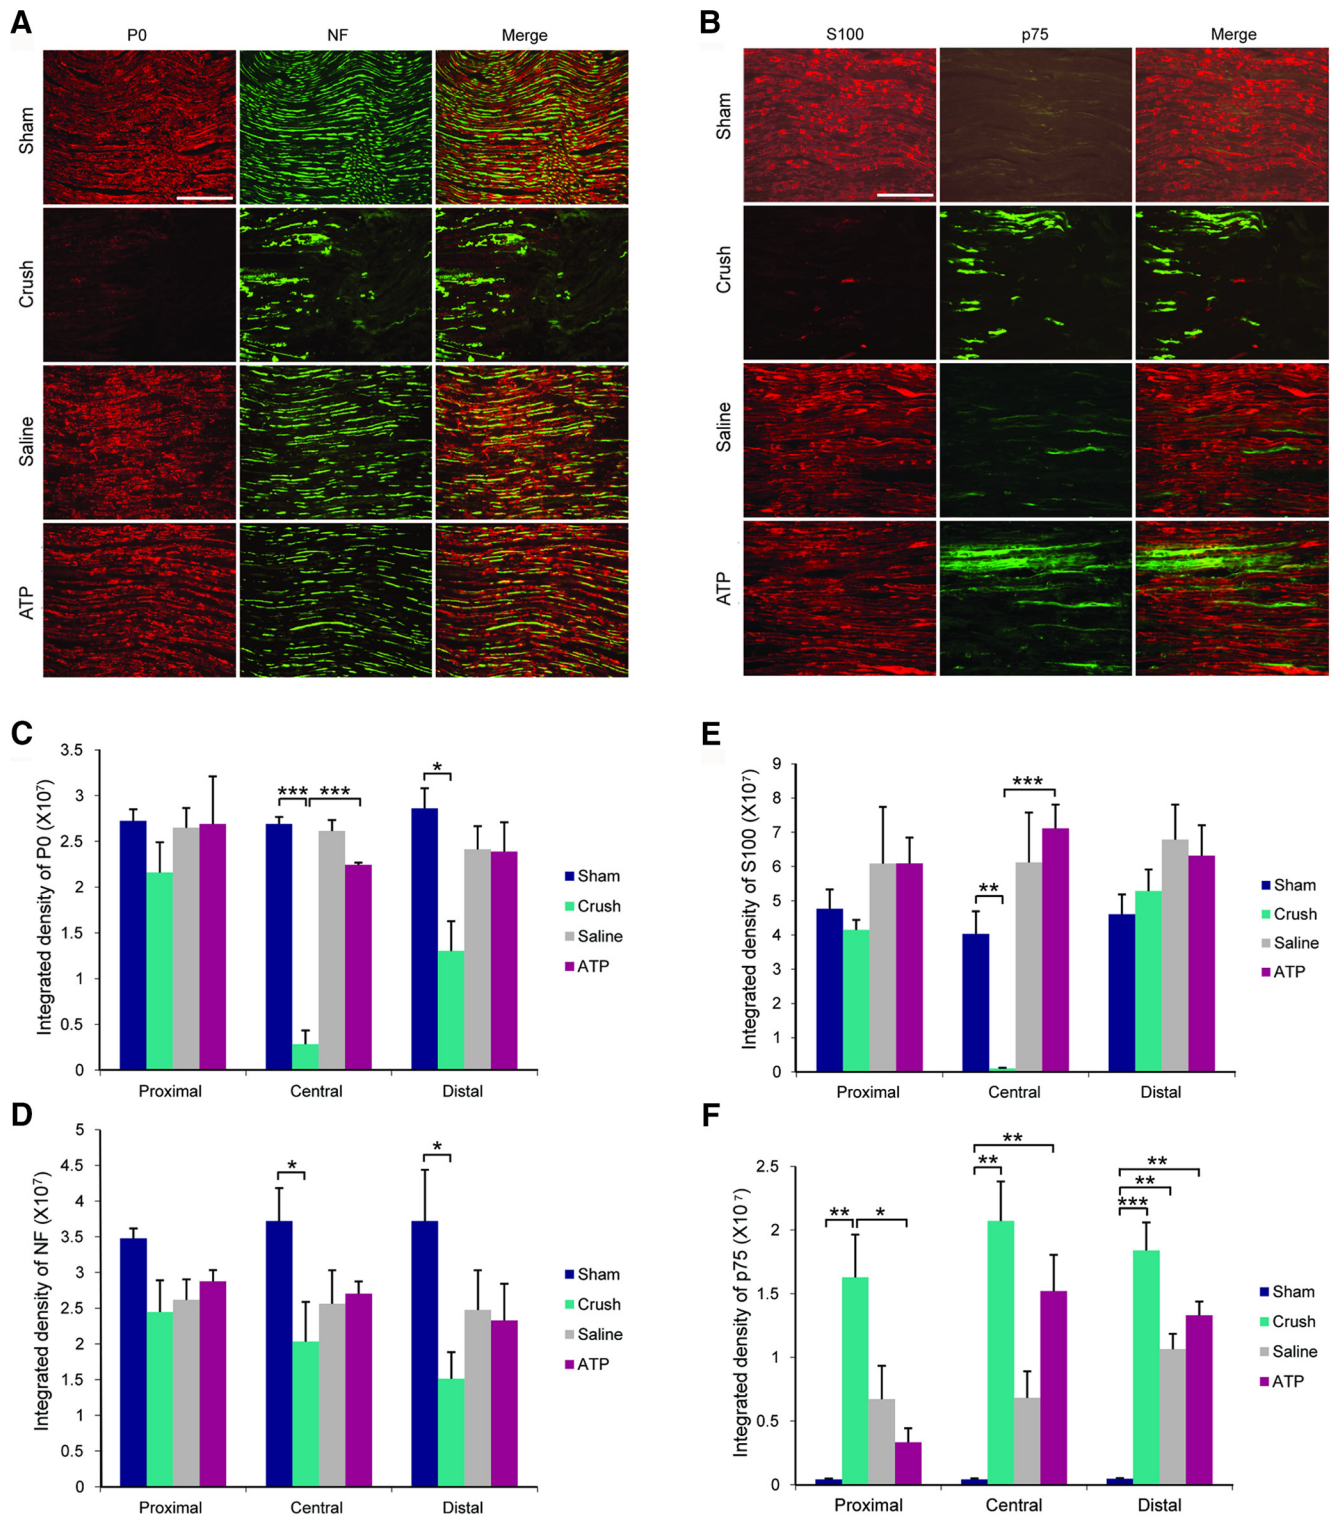 A
P0 NF Merge
Sham
Crush
Saline
ATP
B
S100 p75 Merge
Sham
Crush
Saline
ATP
C
Integrated density of P0 (X10⁷)
3.5
3
2.5
2
1.5
1
0.5
0
*** ***
*
Proximal Central Distal
Sham
Crush
Saline
ATP
D
Integrated density of NF (X10⁷)
5
4.5
4
3.5
3
2.5
2
1.5
1
0.5
0
*
*
Proximal Central Distal
Sham
Crush
Saline
ATP
E
Integrated density of S100 (X10⁷)
9
8
7
6
5
4
3
2
1
0
***
**
Proximal Central Distal
Sham
Crush
Saline
ATP
F
Integrated density of p75 (X10⁷)
2.5
2
1.5
1
0.5
0
** *
**
**
**
**
***
Proximal Central Distal
Sham
Crush
Saline
ATP